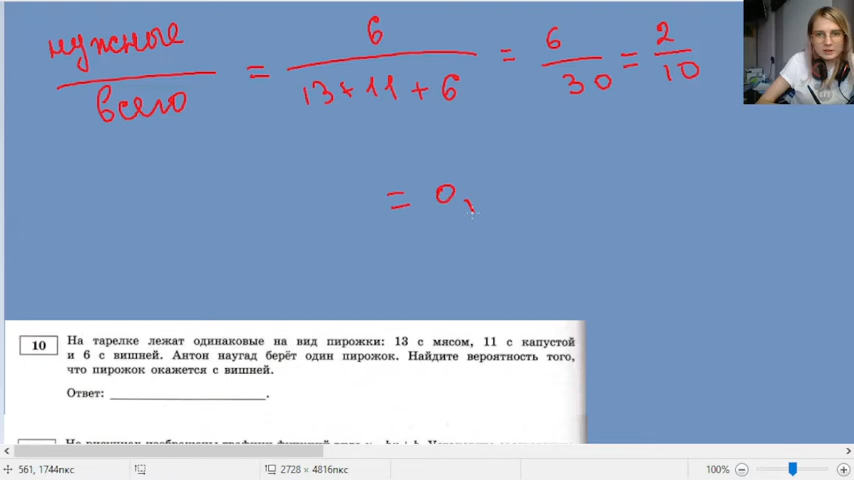 нужные / всего = 6 / 13+11+6 = 6 / 30 = 2 / 10
= 0,
10 На тарелке лежат одинаковые на вид пирожки: 13 с мясом, 11 с капустой
и 6 с вишней. Антон наугад берёт один пирожок. Найдите вероятность того,
что пирожок окажется с вишней.
Ответ: ____________________.
561, 1744пкс 2728 × 4816пкс 100%